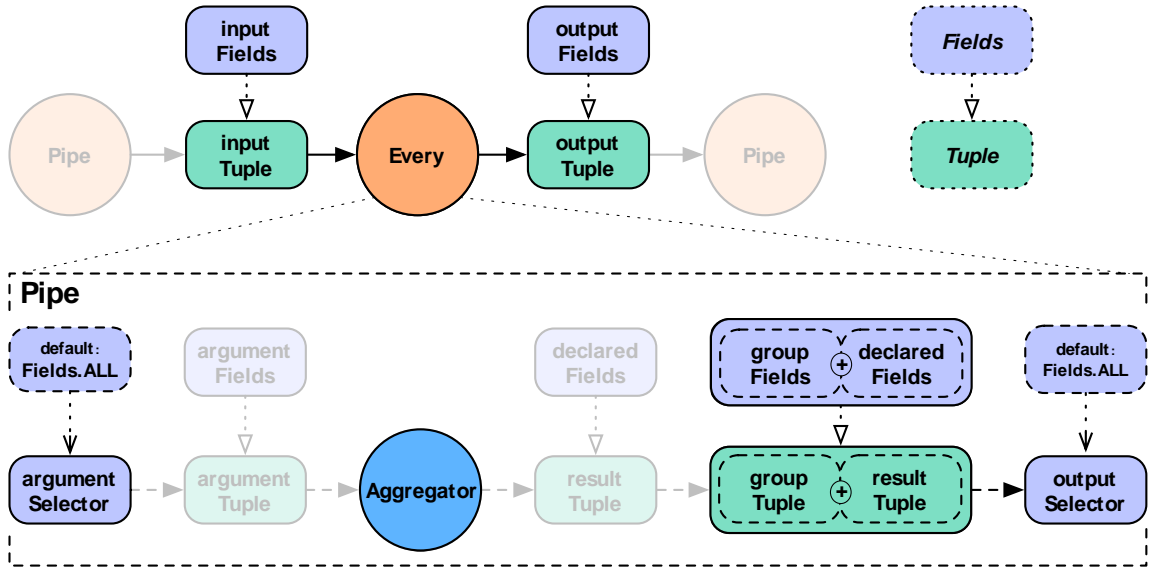 input
Fields
output
Fields
Fields
Pipe
input
Tuple
Every
output
Tuple
Pipe
Tuple
Pipe
default:
Fields.ALL
argument
Fields
declared
Fields
group
Fields
+
declared
Fields
default:
Fields.ALL
argument
Selector
argument
Tuple
Aggregator
result
Tuple
group
Tuple
+
result
Tuple
output
Selector